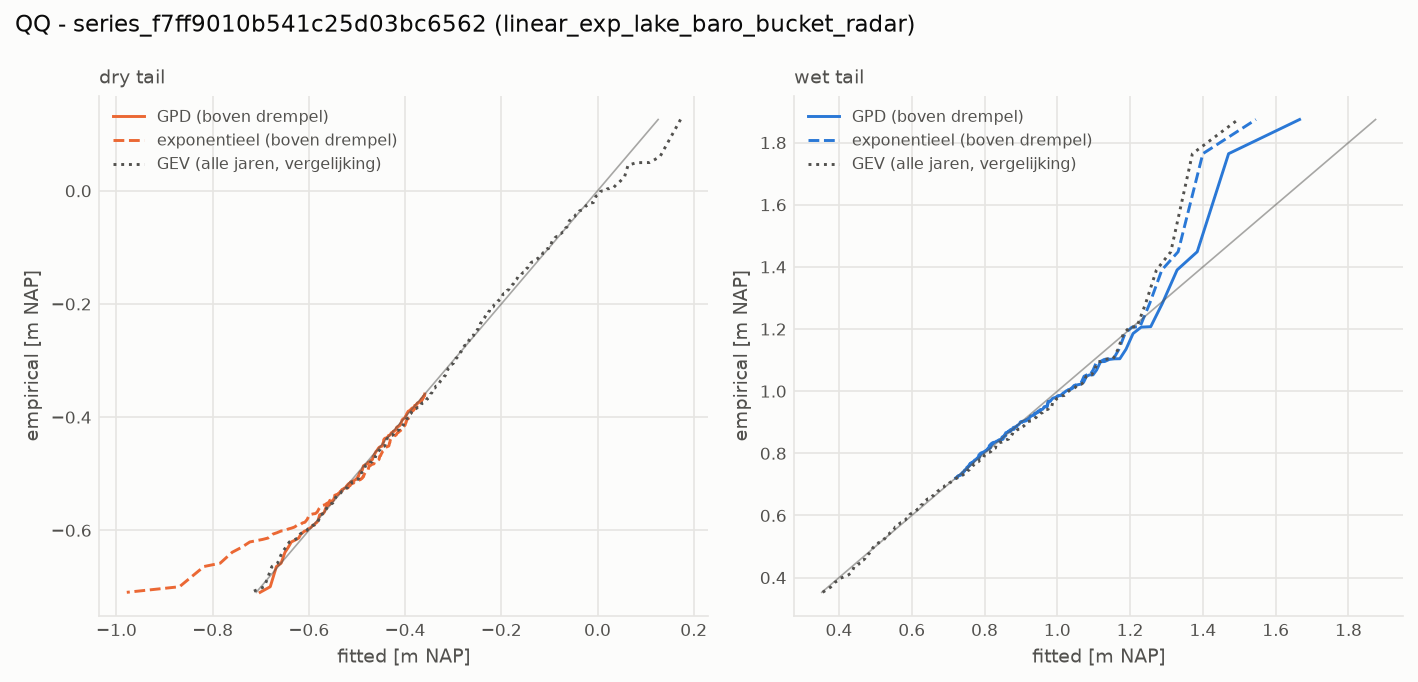 QQ - series_f7ff9010b541c25d03bc6562 (linear_exp_lake_baro_bucket_radar)
dry tail
GPD (boven drempel)
exponentieel (boven drempel)
GEV (alle jaren, vergelijking)
0.0
−0.2
−0.4
−0.6
empirical [m NAP]
−1.0 −0.8 −0.6 −0.4 −0.2 0.0 0.2
fitted [m NAP]
wet tail
GPD (boven drempel)
exponentieel (boven drempel)
GEV (alle jaren, vergelijking)
1.8
1.6
1.4
1.2
1.0
0.8
0.6
0.4
empirical [m NAP]
0.4 0.6 0.8 1.0 1.2 1.4 1.6 1.8
fitted [m NAP]